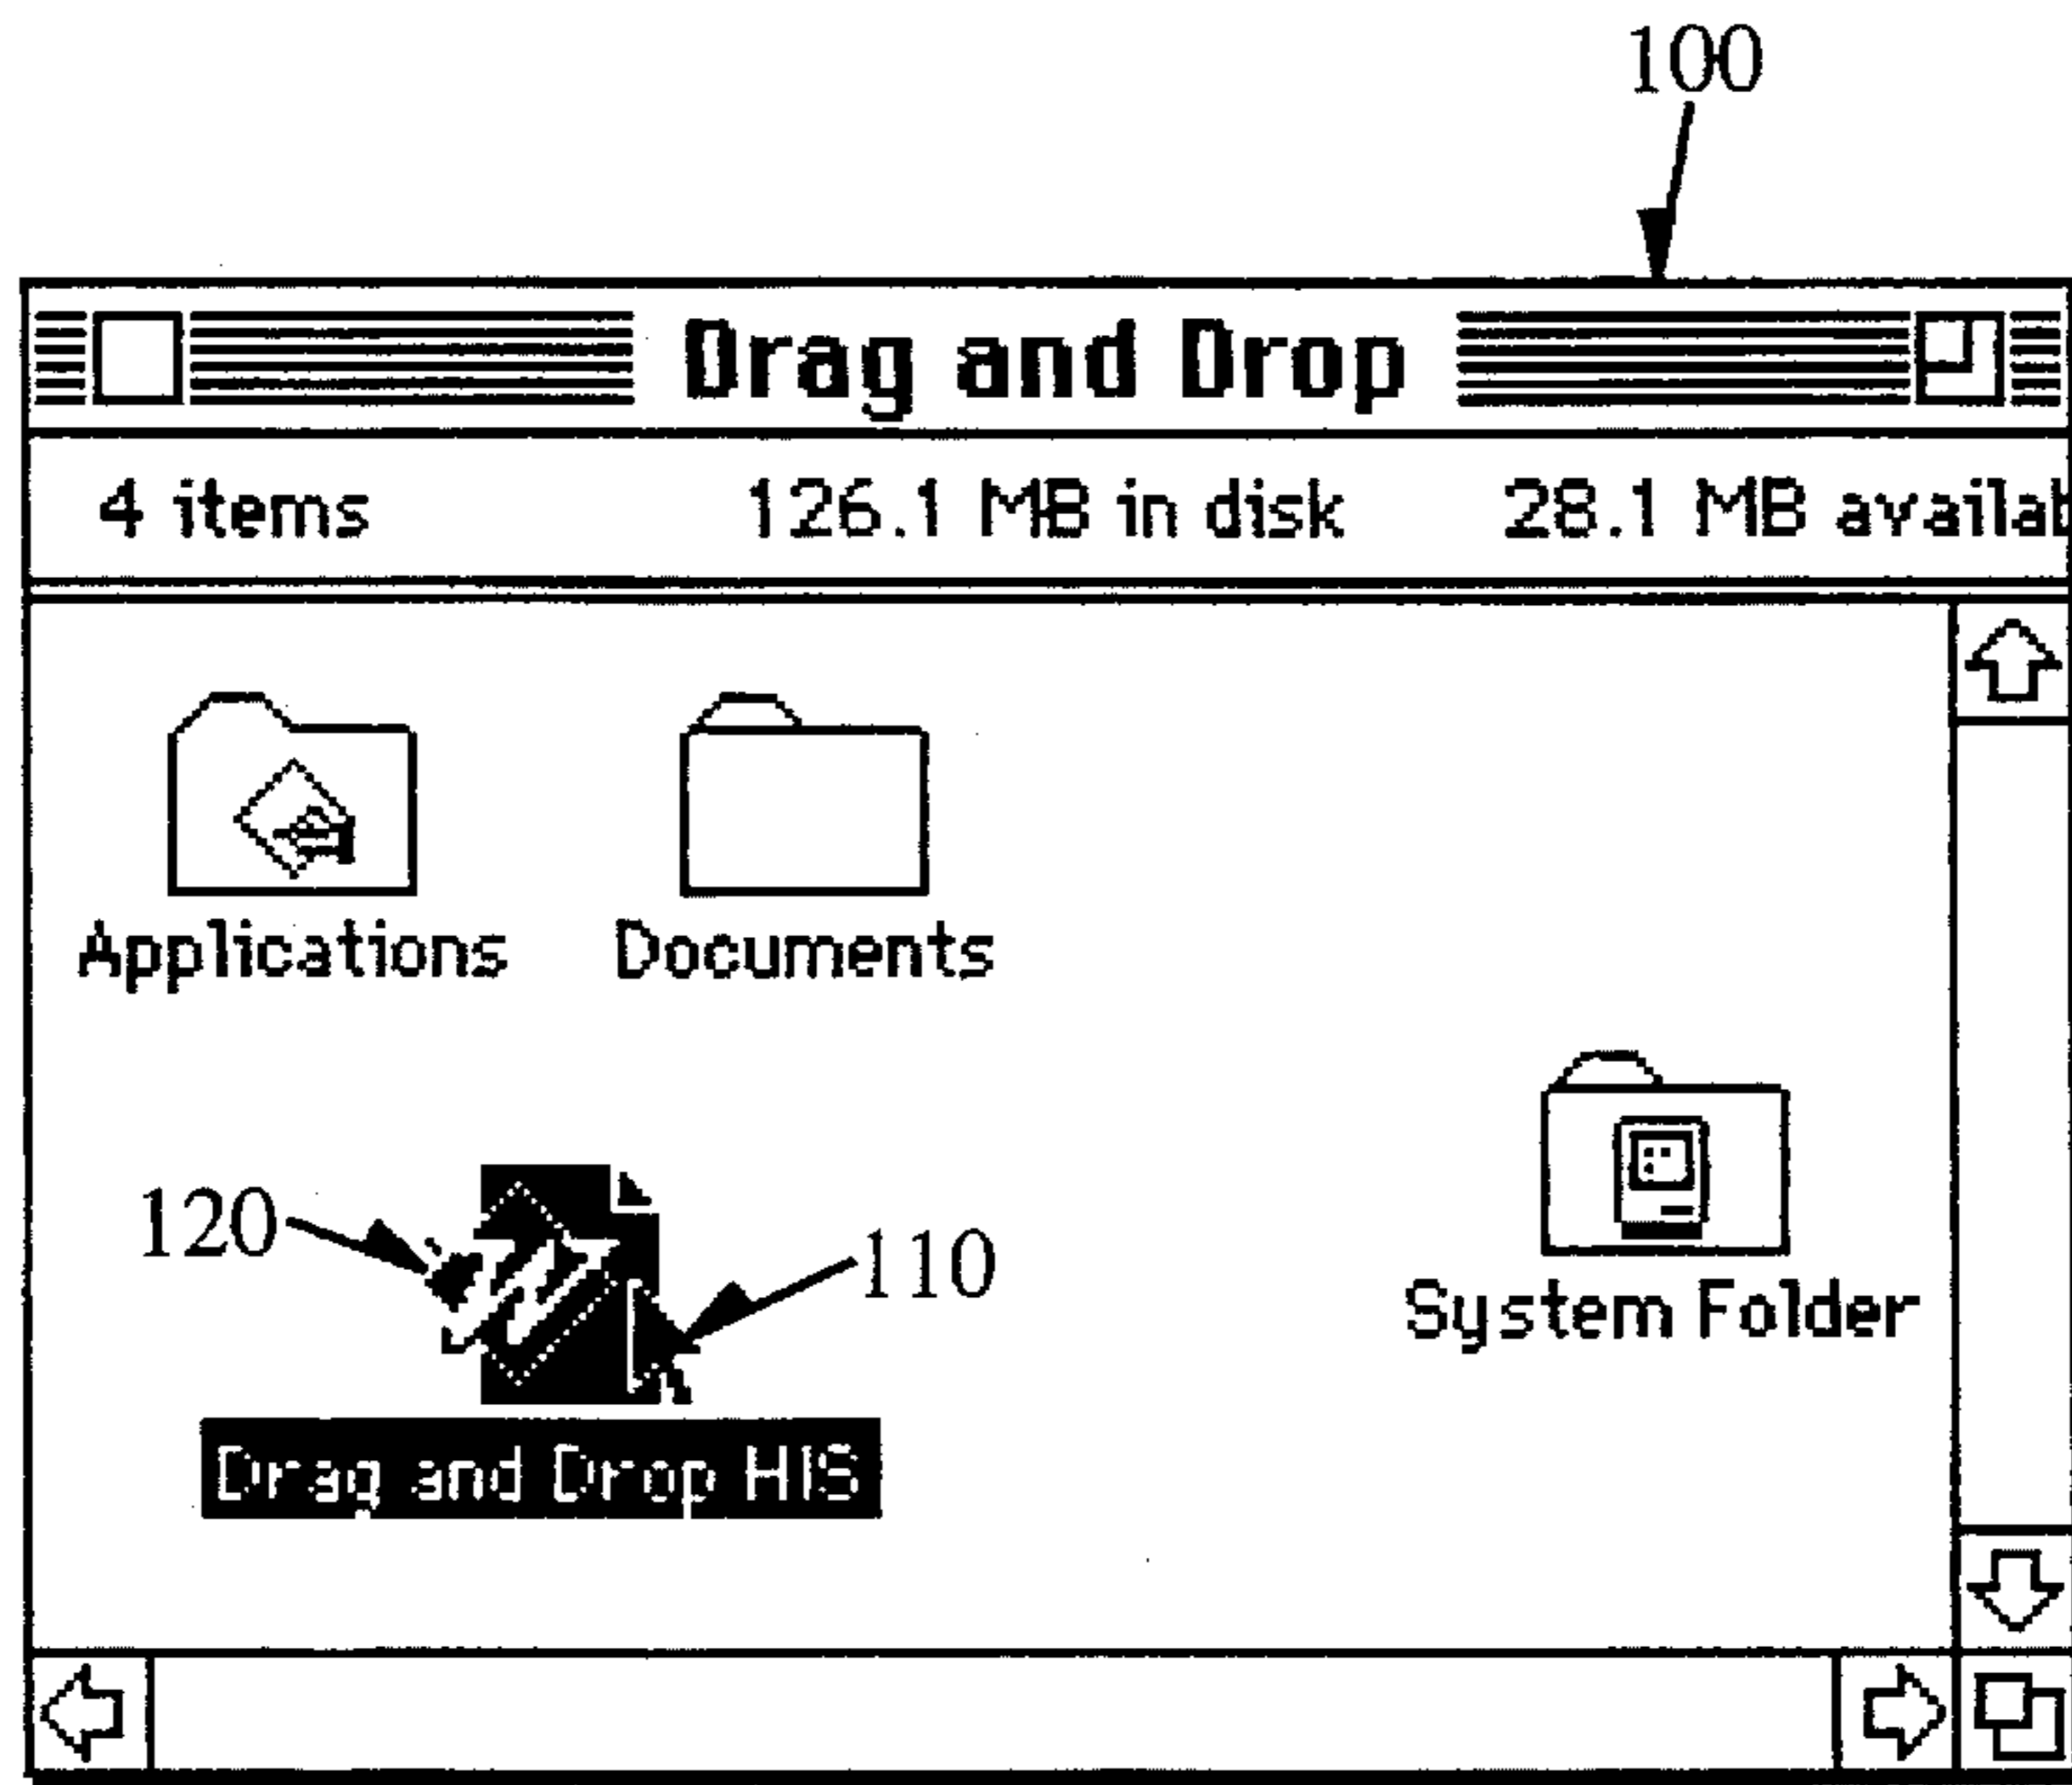 100
Drag and Drop
4 items 126.1 MB in disk 28.1 MB availab
Applications Documents
120
110
System Folder
Drag and Drop HIS